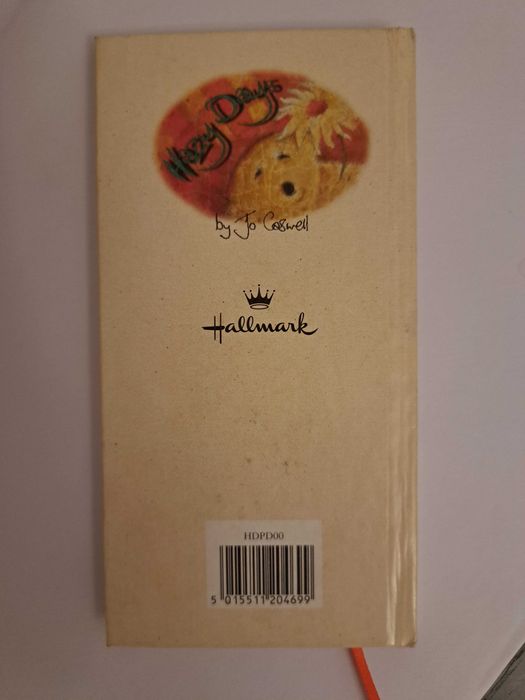 Hazy Days
by Jo Caswell
Hallmark
HDPD00
5 015511 204699